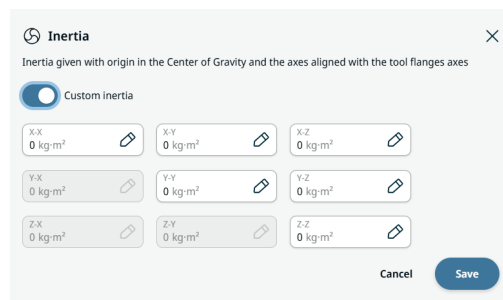 Inertia
Inertia given with origin in the Center of Gravity and the axes aligned with the tool flanges axes
Custom inertia
X-X
0 kg·m²
X-Y
0 kg·m²
X-Z
0 kg·m²
Y-X
0 kg·m²
Y-Y
0 kg·m²
Y-Z
0 kg·m²
Z-X
0 kg·m²
Z-Y
0 kg·m²
Z-Z
0 kg·m²
Cancel
Save